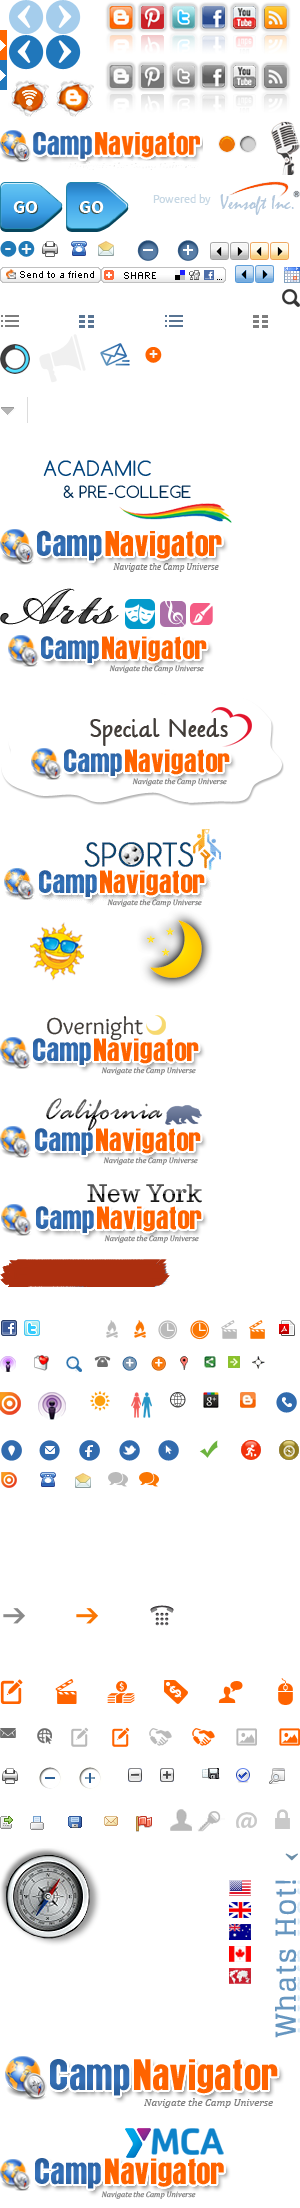 You Tube
You Tube
CampNavigator
GO GO
Powered by Vensoft Inc.®
Send to a friend SHARE
ACADAMIC
& PRE-COLLEGE
CampNavigator
Navigate the Camp Universe
Arts
CampNavigator
Navigate the Camp Universe
Special Needs
CampNavigator
Navigate the Camp Universe
SPORTS
CampNavigator
Navigate the Camp Universe
Overnight
CampNavigator
Navigate the Camp Universe
California
CampNavigator
Navigate the Camp Universe
New York
CampNavigator
Navigate the Camp Universe
Whats Hot!
CampNavigator
Navigate the Camp Universe
YMCA
CampNavigator
Navigate the Camp Universe